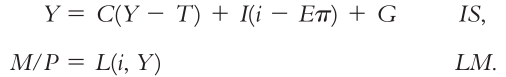 Y = C(Y − T) + I(i − Eπ) + G IS,
M/P = L(i, Y) LM.